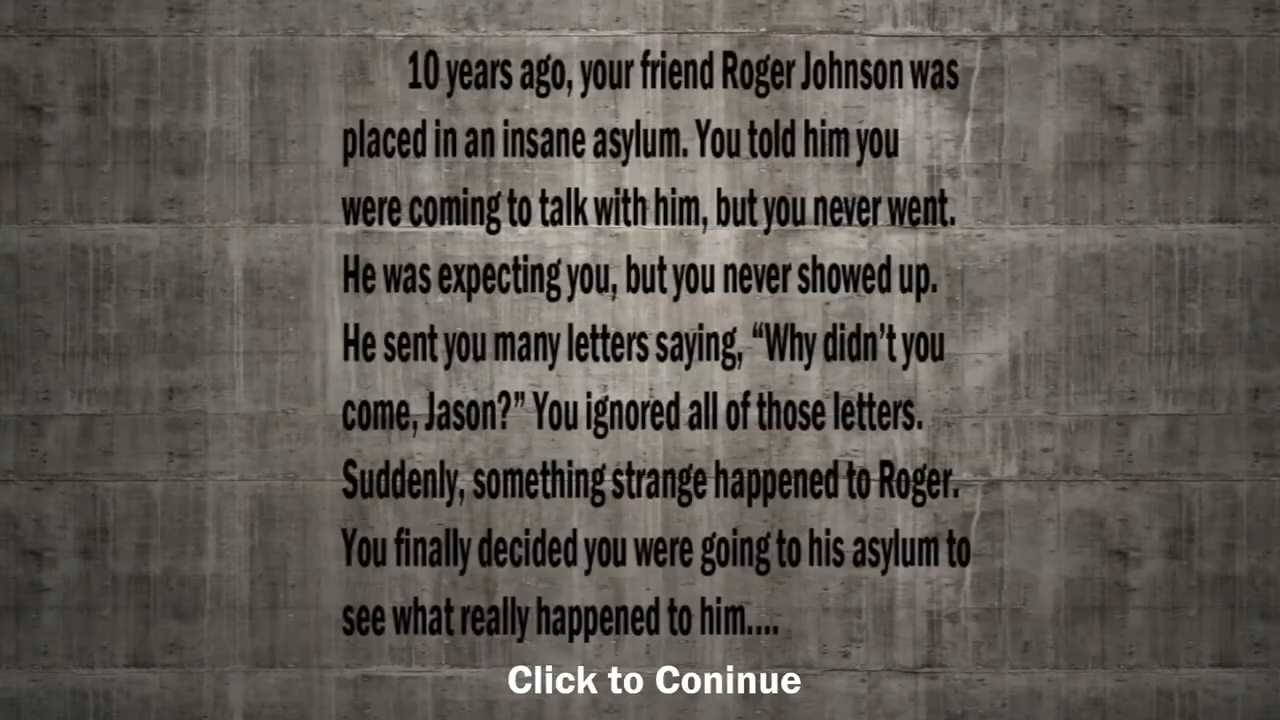 10 years ago, your friend Roger Johnson was
placed in an insane asylum. You told him you
were coming to talk with him, but you never went.
He was expecting you, but you never showed up.
He sent you many letters saying, “Why didn’t you
come, Jason?” You ignored all of those letters.
Suddenly, something strange happened to Roger.
You finally decided you were going to his asylum to
see what really happened to him....
Click to Coninue